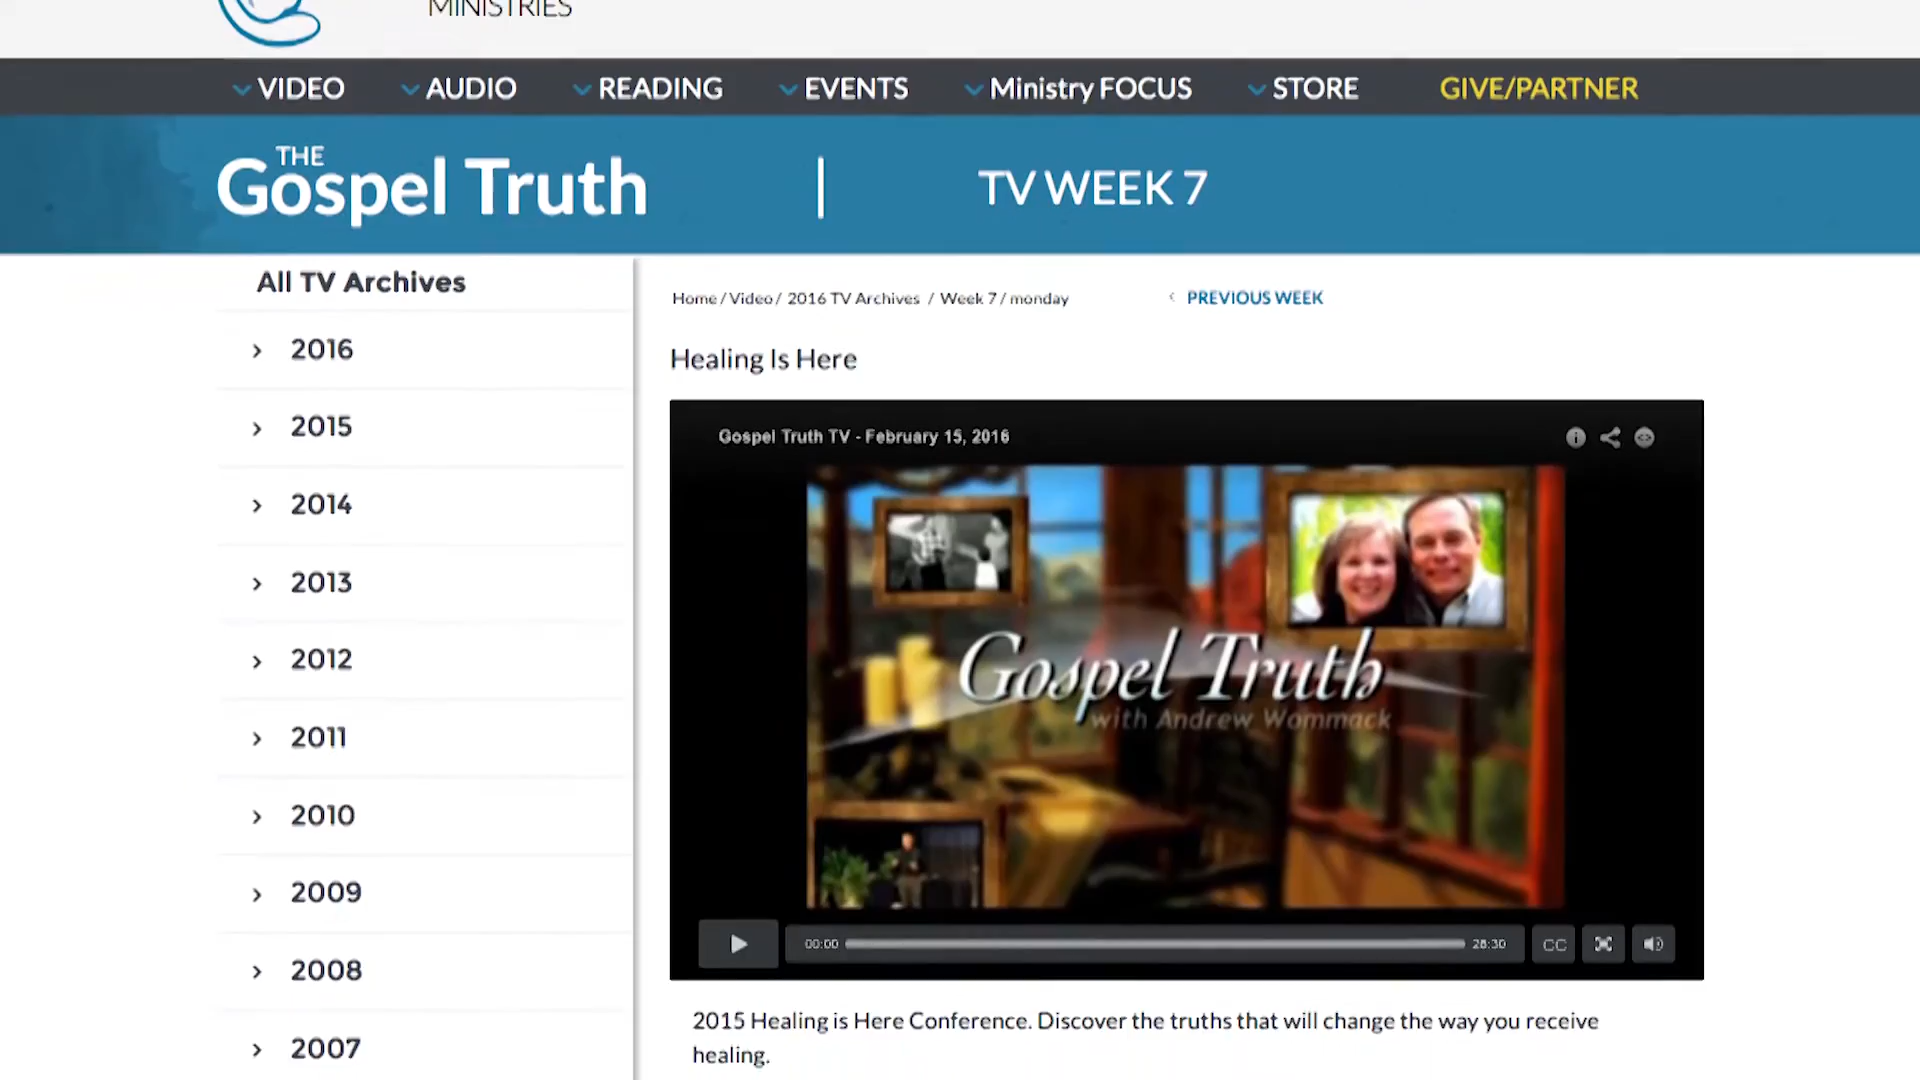 MINISTRIES
VIDEO AUDIO READING EVENTS Ministry FOCUS STORE GIVE/PARTNER
THE
Gospel Truth | TV WEEK 7
All TV Archives
2016
2015
2014
2013
2012
2011
2010
2009
2008
2007
Home / Video / 2016 TV Archives / Week 7 / monday
PREVIOUS WEEK
Healing Is Here
Gospel Truth TV - February 15, 2016
Gospel Truth
with Andrew Wommack
00:00 28:30 CC
2015 Healing is Here Conference. Discover the truths that will change the way you receive
healing.